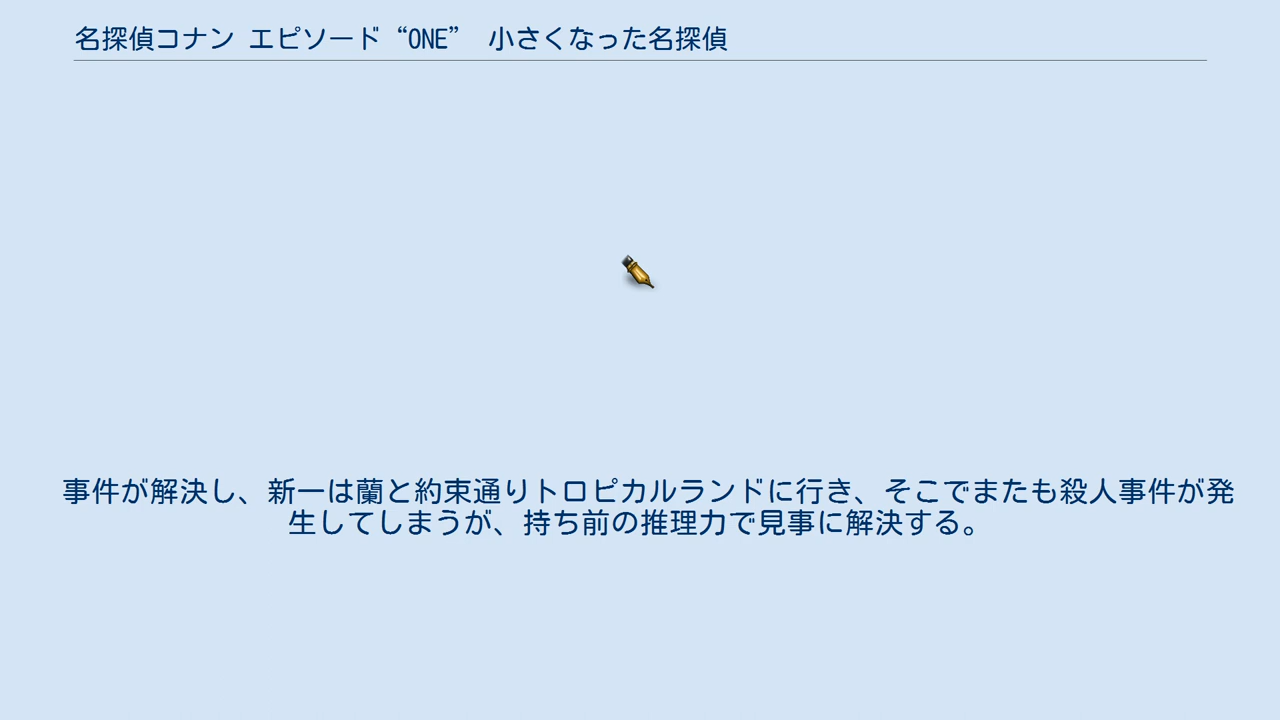 名探偵コナン エピソード“ONE” 小さくなった名探偵
事件が解決し、新一は蘭と約束通りトロピカルランドに行き、そこでまたも殺人事件が発
生してしまうが、持ち前の推理力で見事に解決する。